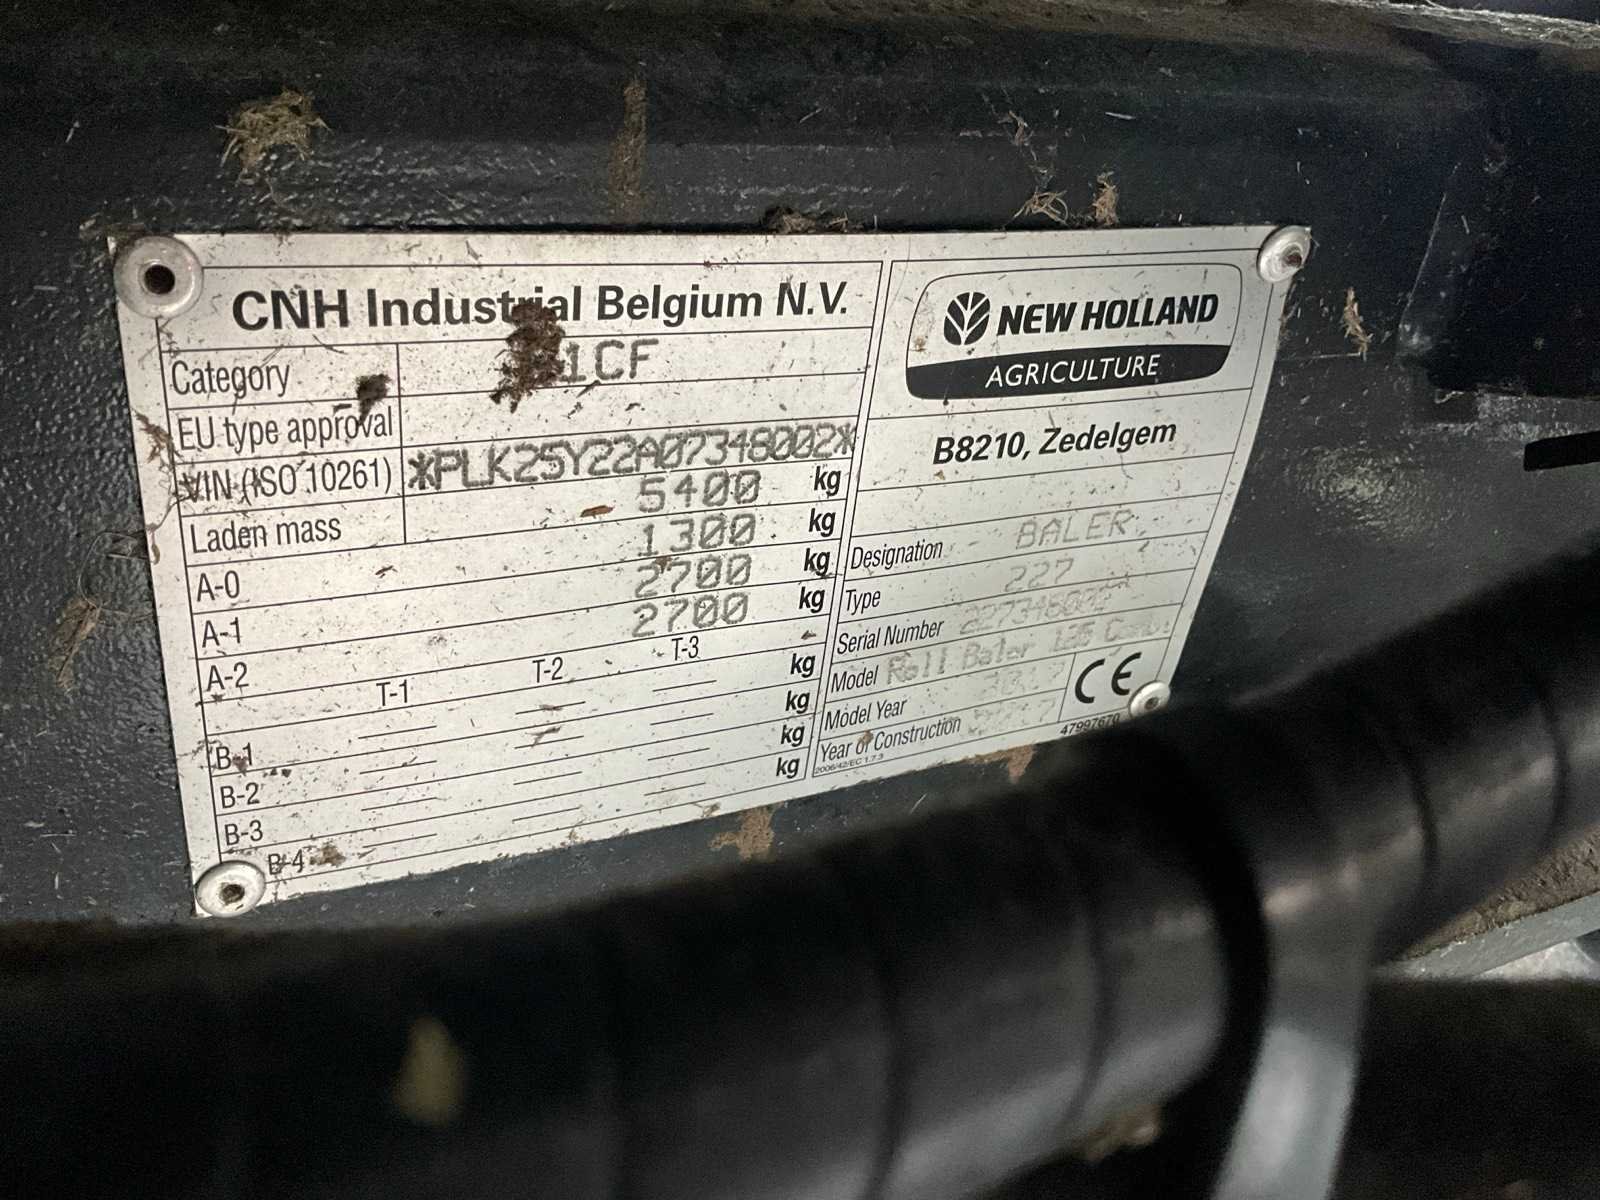 CNH Industrial Belgium N.V.
Category 1CF
EU type approval
VIN (ISO 10261) *PLK25Y22A07348002*
Laden mass 5400 kg
A-0 1300 kg
A-1 2700 kg
A-2 2700 kg
T-1 T-2 T-3
B-1 kg
B-2 kg
B-3 kg
B-4 kg
NEW HOLLAND
AGRICULTURE
B8210, Zedelgem
Designation BALER
Type 227
Serial Number
Model Roll Baler
Model Year
Year of Construction
CE
2006/42/EC 1.7.3
47997670